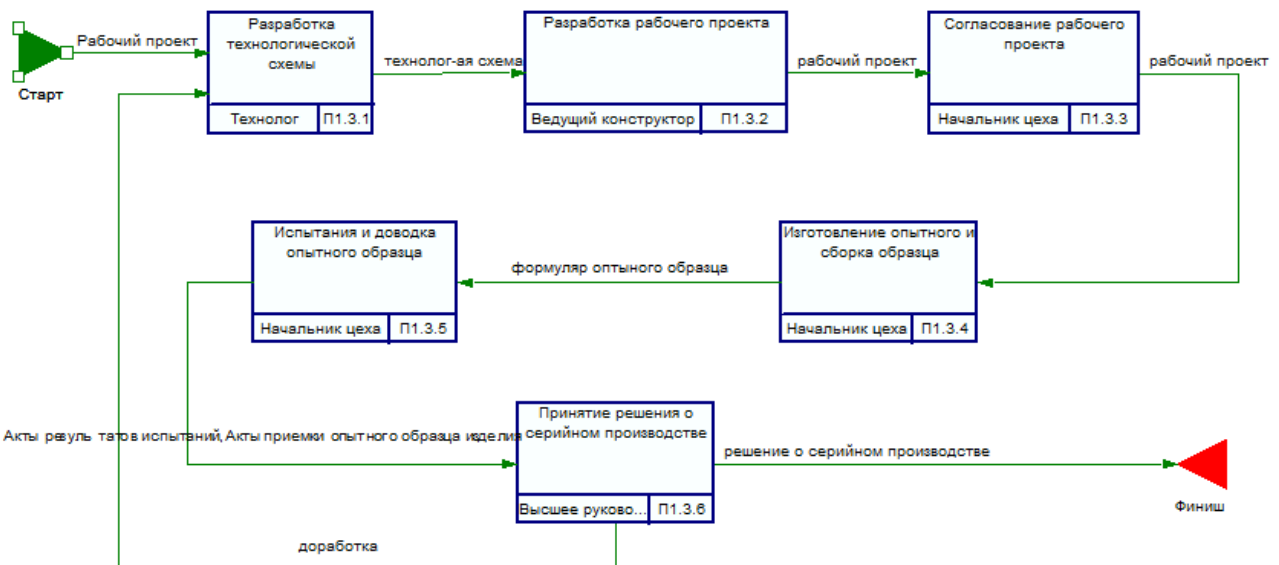 Старт
Рабочий проект
Разработка
технологической
схемы
Технолог
П1.3.1
технолог-ая схема
Разработка рабочего проекта
Ведущий конструктор
П1.3.2
рабочий проект
Согласование рабочего
проекта
Начальник цеха
П1.3.3
рабочий проект
Изготовление опытного и
сборка образца
Начальник цеха
П1.3.4
формуляр оптыного образца
Испытания и доводка
опытного образца
Начальник цеха
П1.3.5
Акты резуль татов испытаний,Акты приемки опытного образца изделия
Принятие решения о
серийном производстве
Высшее руково...
П1.3.6
решение о серийном производстве
Финиш
доработка